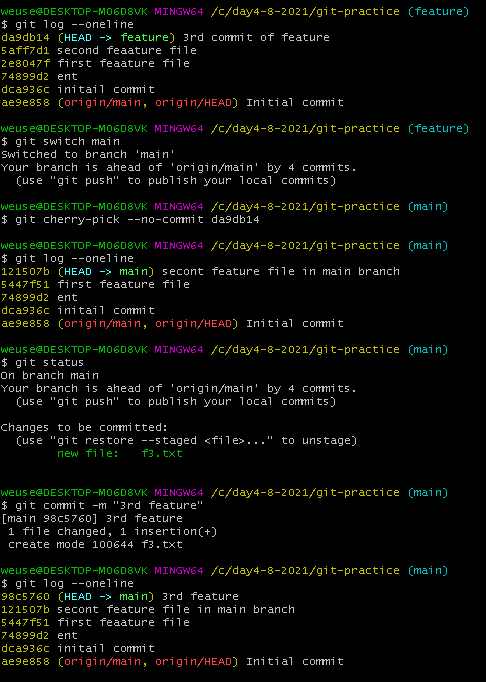 weuse@DESKTOP-MO6D8VK MINGW64 /c/day4-8-2021/git-practice (feature)
$ git log --oneline
da9db14 (HEAD -> feature) 3rd commit of feature
5aff7d1 second feaature file
2e8047f first feaature file
74899d2 ent
dca936c initail commit
ae9e858 (origin/main, origin/HEAD) Initial commit
weuse@DESKTOP-MO6D8VK MINGW64 /c/day4-8-2021/git-practice (feature)
$ git switch main
Switched to branch 'main'
Your branch is ahead of 'origin/main' by 4 commits.
  (use "git push" to publish your local commits)
weuse@DESKTOP-MO6D8VK MINGW64 /c/day4-8-2021/git-practice (main)
$ git cherry-pick --no-commit da9db14
weuse@DESKTOP-MO6D8VK MINGW64 /c/day4-8-2021/git-practice (main)
$ git log --oneline
121507b (HEAD -> main) secont feature file in main branch
5447f51 first feaature file
74899d2 ent
dca936c initail commit
ae9e858 (origin/main, origin/HEAD) Initial commit
weuse@DESKTOP-MO6D8VK MINGW64 /c/day4-8-2021/git-practice (main)
$ git status
On branch main
Your branch is ahead of 'origin/main' by 4 commits.
  (use "git push" to publish your local commits)
Changes to be committed:
  (use "git restore --staged <file>..." to unstage)
        new file:   f3.txt
weuse@DESKTOP-MO6D8VK MINGW64 /c/day4-8-2021/git-practice (main)
$ git commit -m "3rd feature"
[main 98c5760] 3rd feature
 1 file changed, 1 insertion(+)
 create mode 100644 f3.txt
weuse@DESKTOP-MO6D8VK MINGW64 /c/day4-8-2021/git-practice (main)
$ git log --oneline
98c5760 (HEAD -> main) 3rd feature
121507b secont feature file in main branch
5447f51 first feaature file
74899d2 ent
dca936c initail commit
ae9e858 (origin/main, origin/HEAD) Initial commit